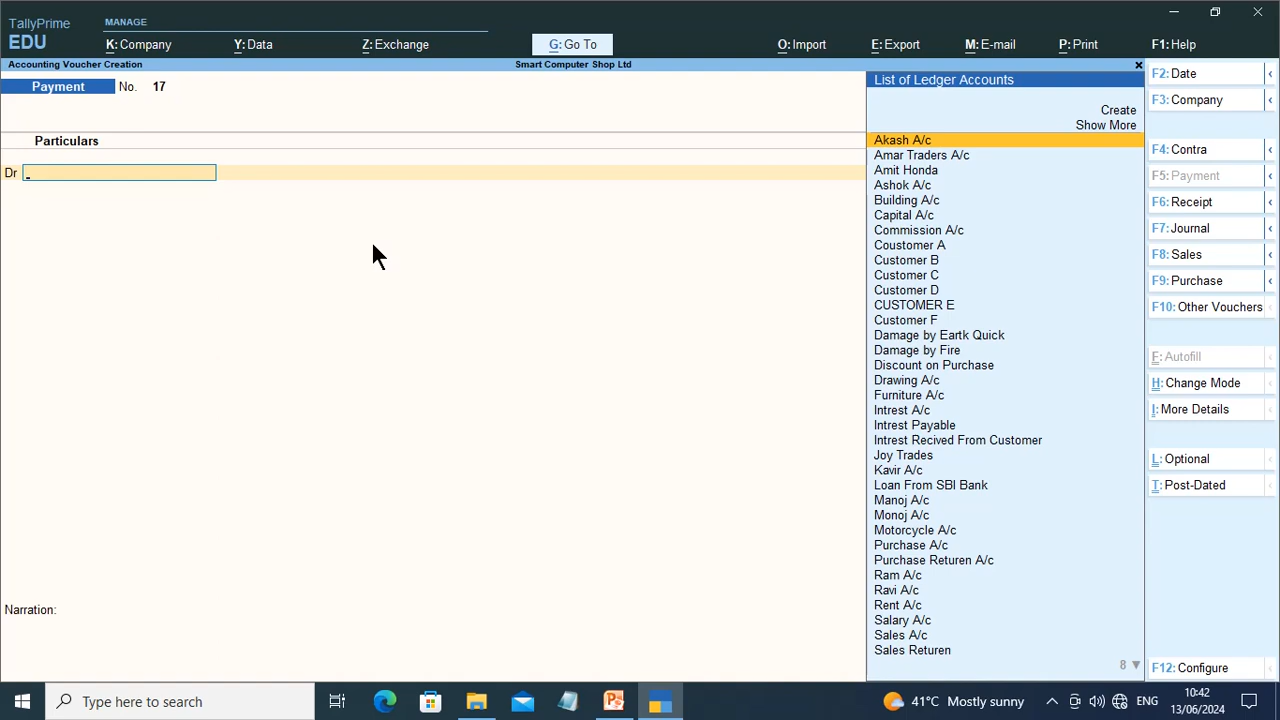 TallyPrime
EDU
MANAGE
K: Company
Y: Data
Z: Exchange
G: Go To
O: Import
E: Export
M: E-mail
P: Print
F1: Help
Accounting Voucher Creation
Smart Computer Shop Ltd
Payment No. 17
Particulars
Dr
Narration:
List of Ledger Accounts
Create
Show More
Akash A/c
Amar Traders A/c
Amit Honda
Ashok A/c
Building A/c
Capital A/c
Commission A/c
Coustomer A
Customer B
Customer C
Customer D
CUSTOMER E
Customer F
Damage by Earth Quick
Damage by Fire
Discount on Purchase
Drawing A/c
Furniture A/c
Intrest A/c
Intrest Payable
Intrest Recived From Customer
Joy Trades
Kavir A/c
Loan From SBI Bank
Manoj A/c
Monoj A/c
Motorcycle A/c
Purchase A/c
Purchase Returen A/c
Ram A/c
Ravi A/c
Rent A/c
Salary A/c
Sales A/c
Sales Returen
8 ▼
F2: Date
F3: Company
F4: Contra
F5: Payment
F6: Receipt
F7: Journal
F8: Sales
F9: Purchase
F10: Other Vouchers
F: Autofill
H: Change Mode
I: More Details
L: Optional
T: Post-Dated
F12: Configure
Type here to search
41°C Mostly sunny
ENG
10:42
13/06/2024